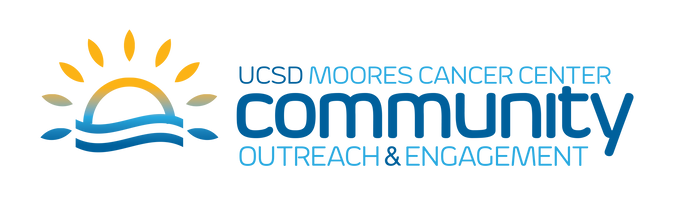 UCSD MOORES CANCER CENTER
community
OUTREACH & ENGAGEMENT